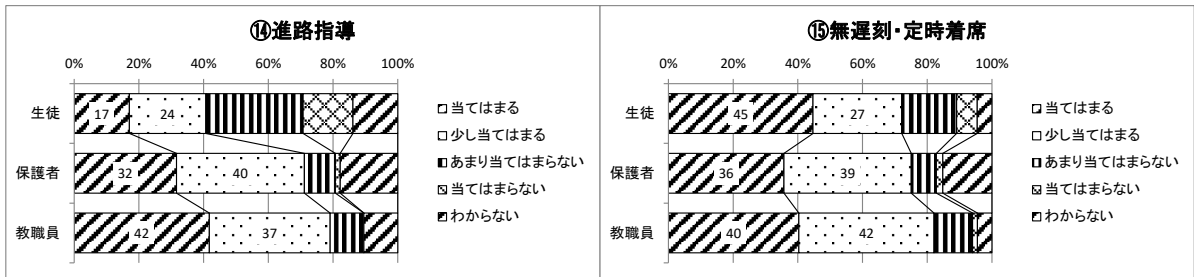 ⑭進路指導
0% 20% 40% 60% 80% 100%
生徒 17 24
保護者 32 40
教職員 42 37
当てはまる
少し当てはまる
あまり当てはまらない
当てはまらない
わからない
⑮無遅刻・定時着席
0% 20% 40% 60% 80% 100%
生徒 45 27
保護者 36 39
教職員 40 42
当てはまる
少し当てはまる
あまり当てはまらない
当てはまらない
わからない